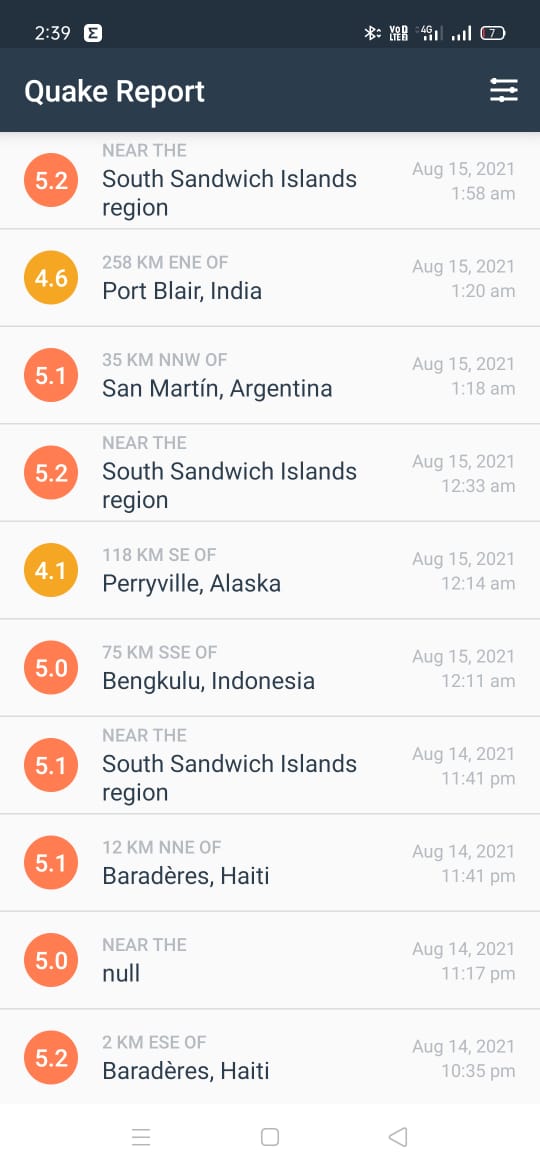 2:39 Σ VoD LTE2 4G 7
Quake Report
NEAR THE
5.2 South Sandwich Islands
region
Aug 15, 2021
1:58 am
258 KM ENE OF
4.6 Port Blair, India
Aug 15, 2021
1:20 am
35 KM NNW OF
5.1 San Martín, Argentina
Aug 15, 2021
1:18 am
NEAR THE
5.2 South Sandwich Islands
region
Aug 15, 2021
12:33 am
118 KM SE OF
4.1 Perryville, Alaska
Aug 15, 2021
12:14 am
75 KM SSE OF
5.0 Bengkulu, Indonesia
Aug 15, 2021
12:11 am
NEAR THE
5.1 South Sandwich Islands
region
Aug 14, 2021
11:41 pm
12 KM NNE OF
5.1 Baradères, Haiti
Aug 14, 2021
11:41 pm
NEAR THE
5.0 null
Aug 14, 2021
11:17 pm
2 KM ESE OF
5.2 Baradères, Haiti
Aug 14, 2021
10:35 pm